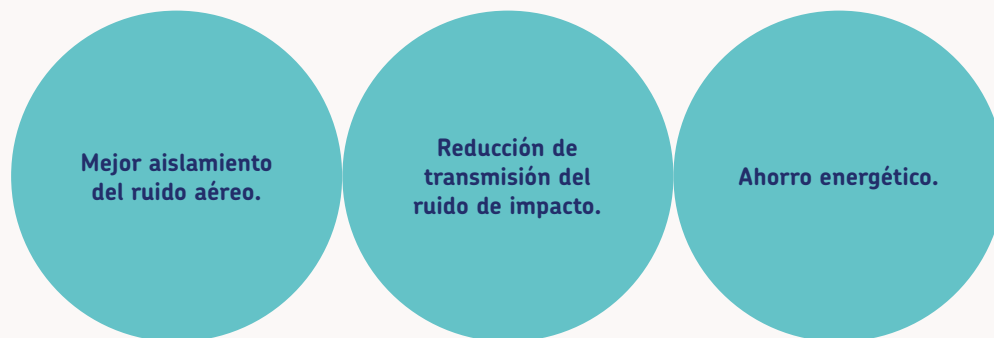 Mejor aislamiento
del ruido aéreo.
Reducción de
transmisión del
ruido de impacto.
Ahorro energético.